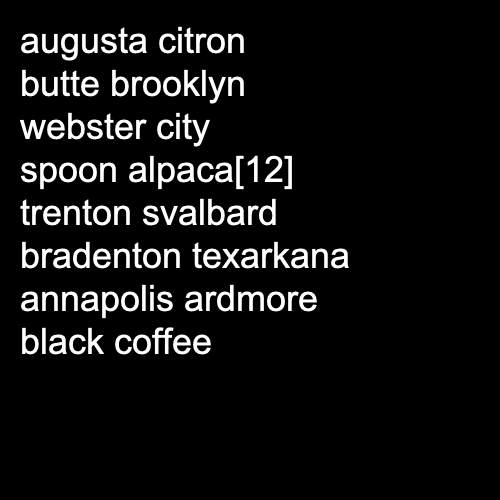 augusta citron
butte brooklyn
webster city
spoon alpaca[12]
trenton svalbard
bradenton texarkana
annapolis ardmore
black coffee